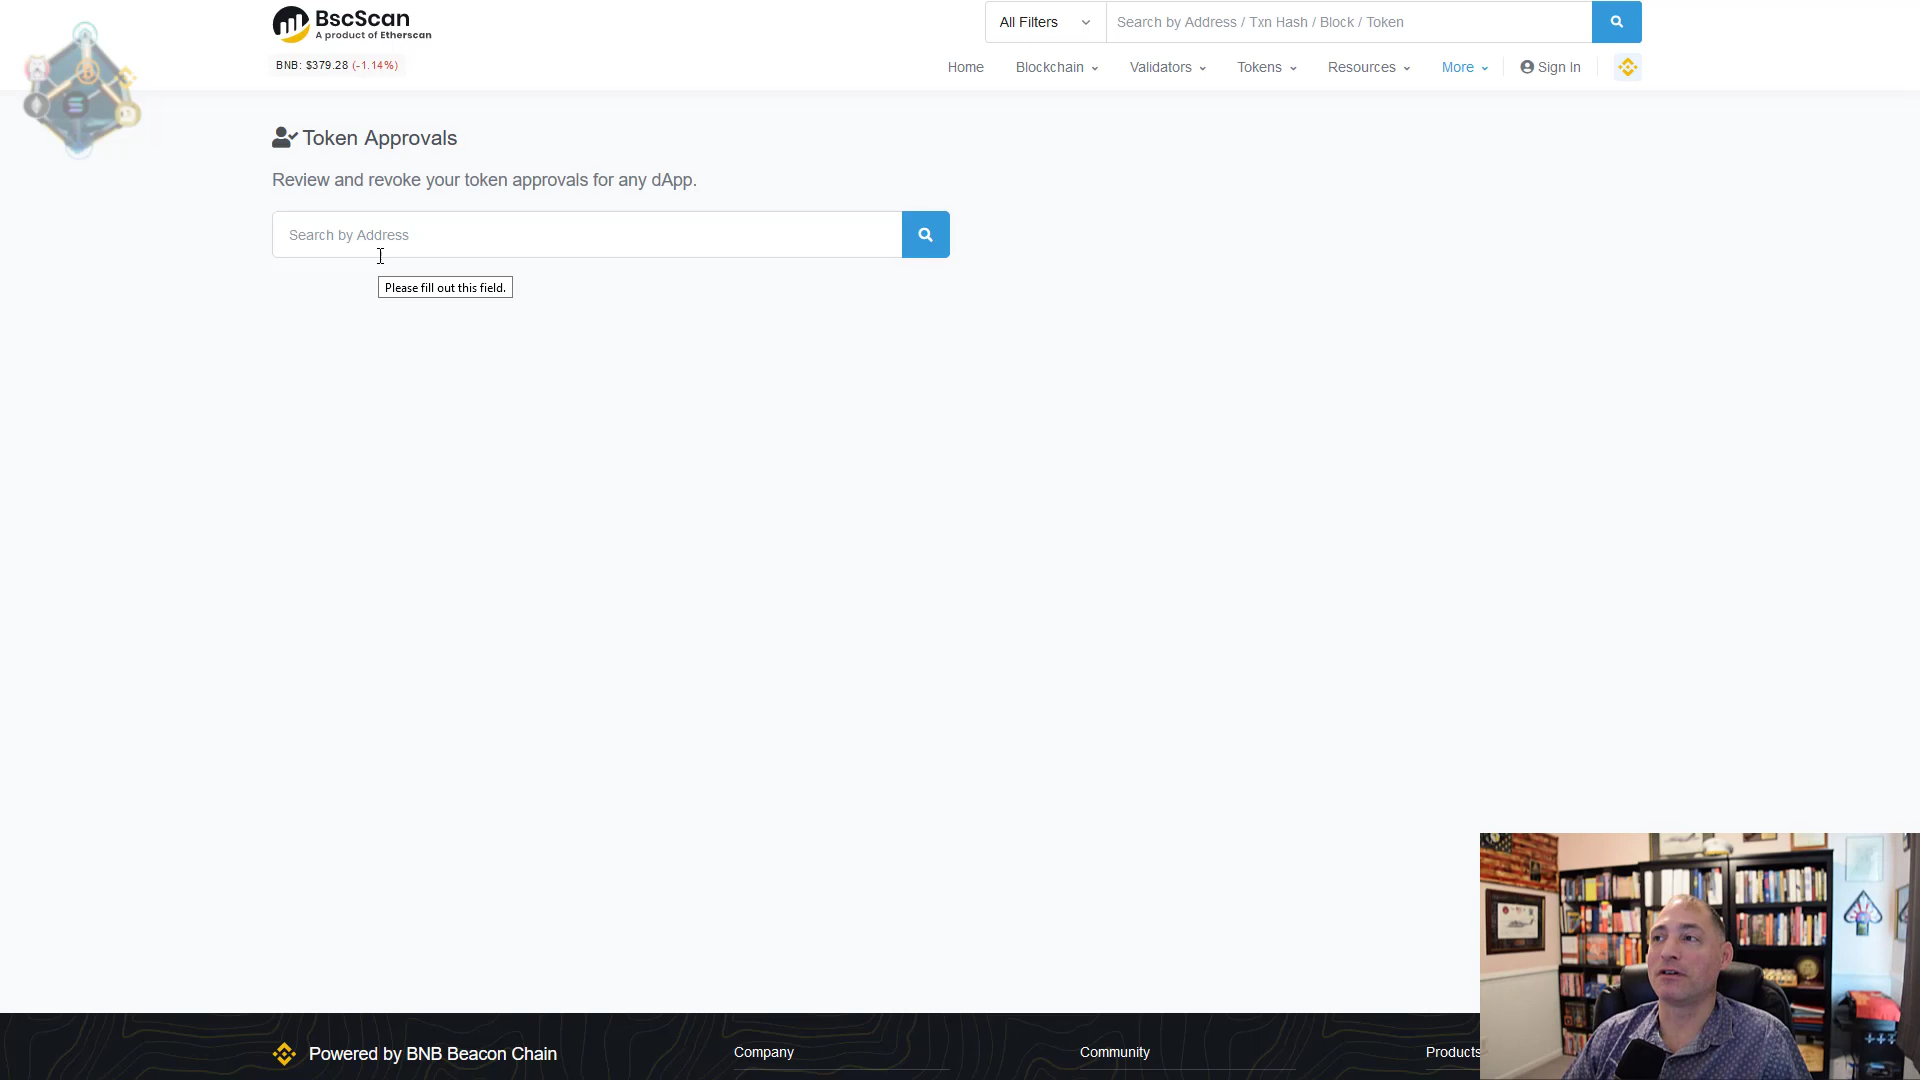 BscScan
A product of Etherscan
All Filters
Search by Address / Txn Hash / Block / Token
BNB: $379.28 (-1.14%)
Home
Blockchain
Validators
Tokens
Resources
More
Sign In
Token Approvals
Review and revoke your token approvals for any dApp.
Search by Address
Please fill out this field.
Powered by BNB Beacon Chain
Company
Community
Products